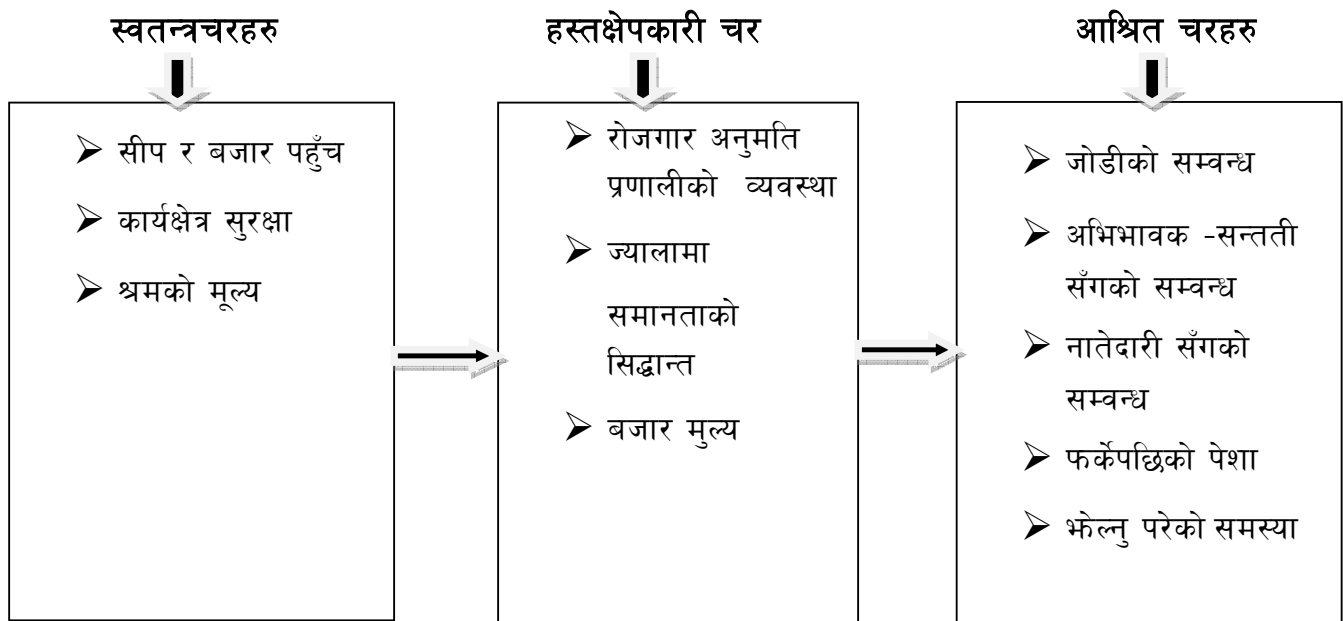 स्वतन्त्रचरहरु
सीप र बजार पहुँच
कार्यक्षेत्र सुरक्षा
श्रमको मूल्य
हस्तक्षेपकारी चर
रोजगार अनुमति
प्रणालीको व्यवस्था
ज्यालामा
समानताको
सिद्धान्त
बजार मुल्य
आश्रित चरहरु
जोडीको सम्वन्ध
अभिभावक -सन्तती
सँगको सम्वन्ध
नातेदारी सँगको
सम्वन्ध
फर्केपछिको पेशा
झेल्नु परेको समस्या